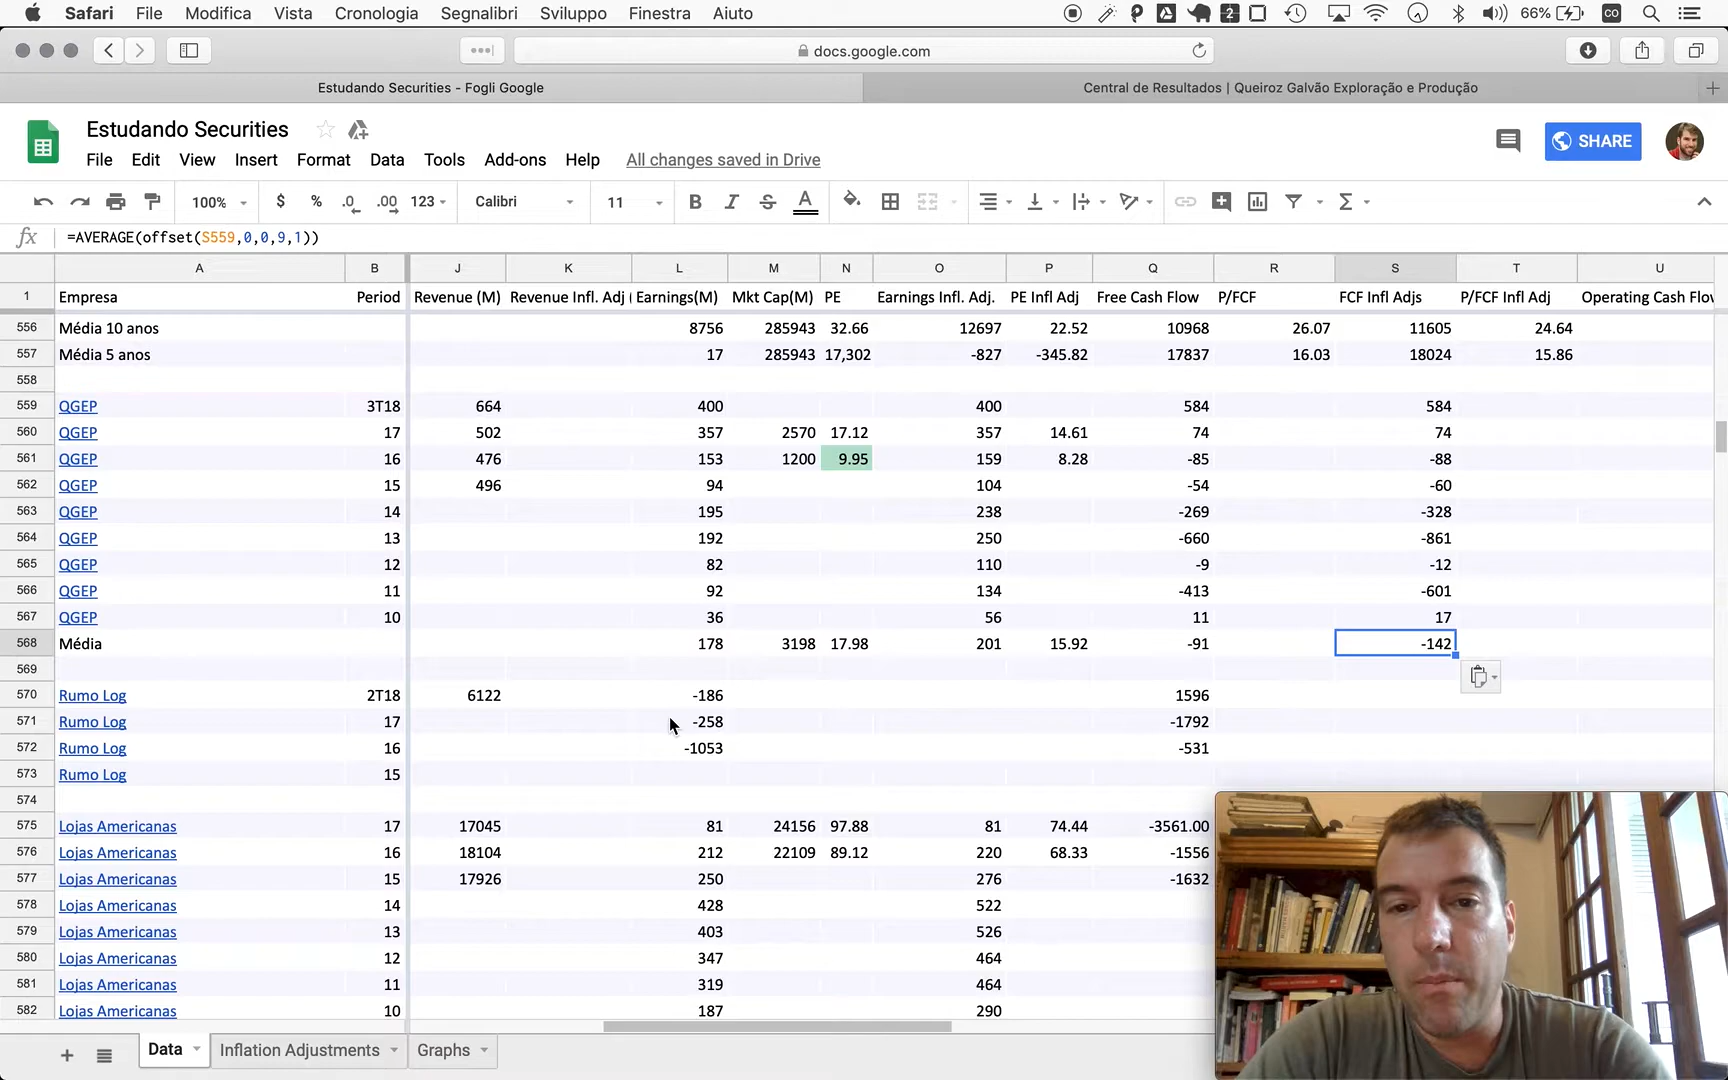 Safari File Modifica Vista Cronologia Segnalibri Sviluppo Finestra Aiuto 2 66% CO
docs.google.com
Estudando Securities - Fogli Google Central de Resultados | Queiroz Galvão Exploração e Produção
Estudando Securities
SHARE
File Edit View Insert Format Data Tools Add-ons Help All changes saved in Drive
100% $ % .0 .00 123 Calibri 11 B I S A Σ
fx =AVERAGE(offset(S559,0,0,9,1))
A B J K L M N O P Q R S T U
1 Empresa Period Revenue (M) Revenue Infl. Adj ( Earnings(M) Mkt Cap(M) PE Earnings Infl. Adj. PE Infl Adj Free Cash Flow P/FCF FCF Infl Adjs P/FCF Infl Adj Operating Cash Flow
556 Média 10 anos 8756 285943 32.66 12697 22.52 10968 26.07 11605 24.64
557 Média 5 anos 17 285943 17,302 -827 -345.82 17837 16.03 18024 15.86
558
559 QGEP 3T18 664 400 400 584 584
560 QGEP 17 502 357 2570 17.12 357 14.61 74 74
561 QGEP 16 476 153 1200 9.95 159 8.28 -85 -88
562 QGEP 15 496 94 104 -54 -60
563 QGEP 14 195 238 -269 -328
564 QGEP 13 192 250 -660 -861
565 QGEP 12 82 110 -9 -12
566 QGEP 11 92 134 -413 -601
567 QGEP 10 36 56 11 17
568 Média 178 3198 17.98 201 15.92 -91 -142
569
570 Rumo Log 2T18 6122 -186 1596
571 Rumo Log 17 -258 -1792
572 Rumo Log 16 -1053 -531
573 Rumo Log 15
574
575 Lojas Americanas 17 17045 81 24156 97.88 81 74.44 -3561.00
576 Lojas Americanas 16 18104 212 22109 89.12 220 68.33 -1556
577 Lojas Americanas 15 17926 250 276 -1632
578 Lojas Americanas 14 428 522
579 Lojas Americanas 13 403 526
580 Lojas Americanas 12 347 464
581 Lojas Americanas 11 319 464
582 Lojas Americanas 10 187 290
+ Data Inflation Adjustments Graphs